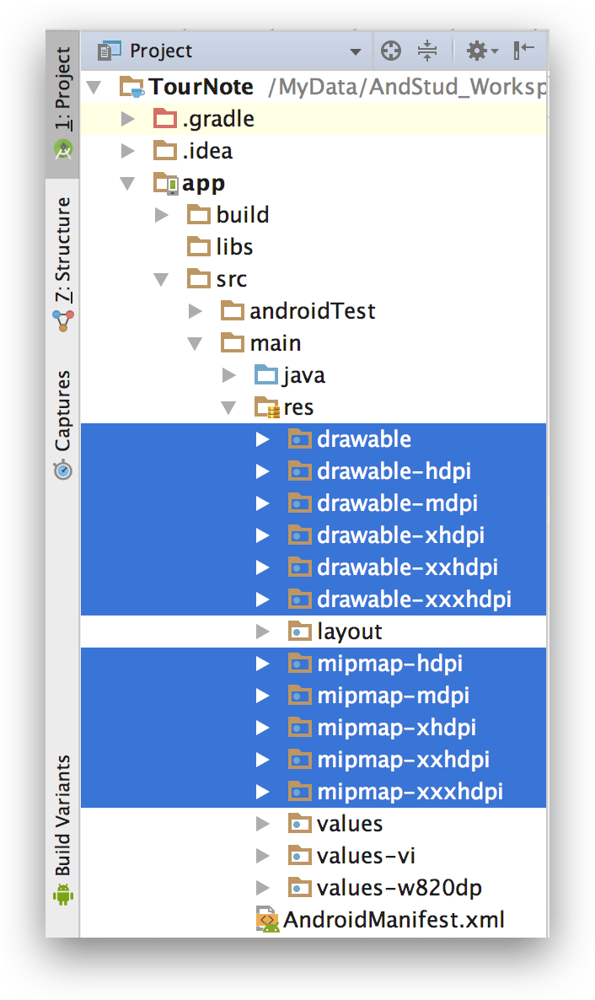 Project
TourNote /MyData/AndStud_Worksp
.gradle
.idea
app
build
libs
src
androidTest
main
java
res
drawable
drawable-hdpi
drawable-mdpi
drawable-xhdpi
drawable-xxhdpi
drawable-xxxhdpi
layout
mipmap-hdpi
mipmap-mdpi
mipmap-xhdpi
mipmap-xxhdpi
mipmap-xxxhdpi
values
values-vi
values-w820dp
AndroidManifest.xml
1: Project
7: Structure
Captures
Build Variants